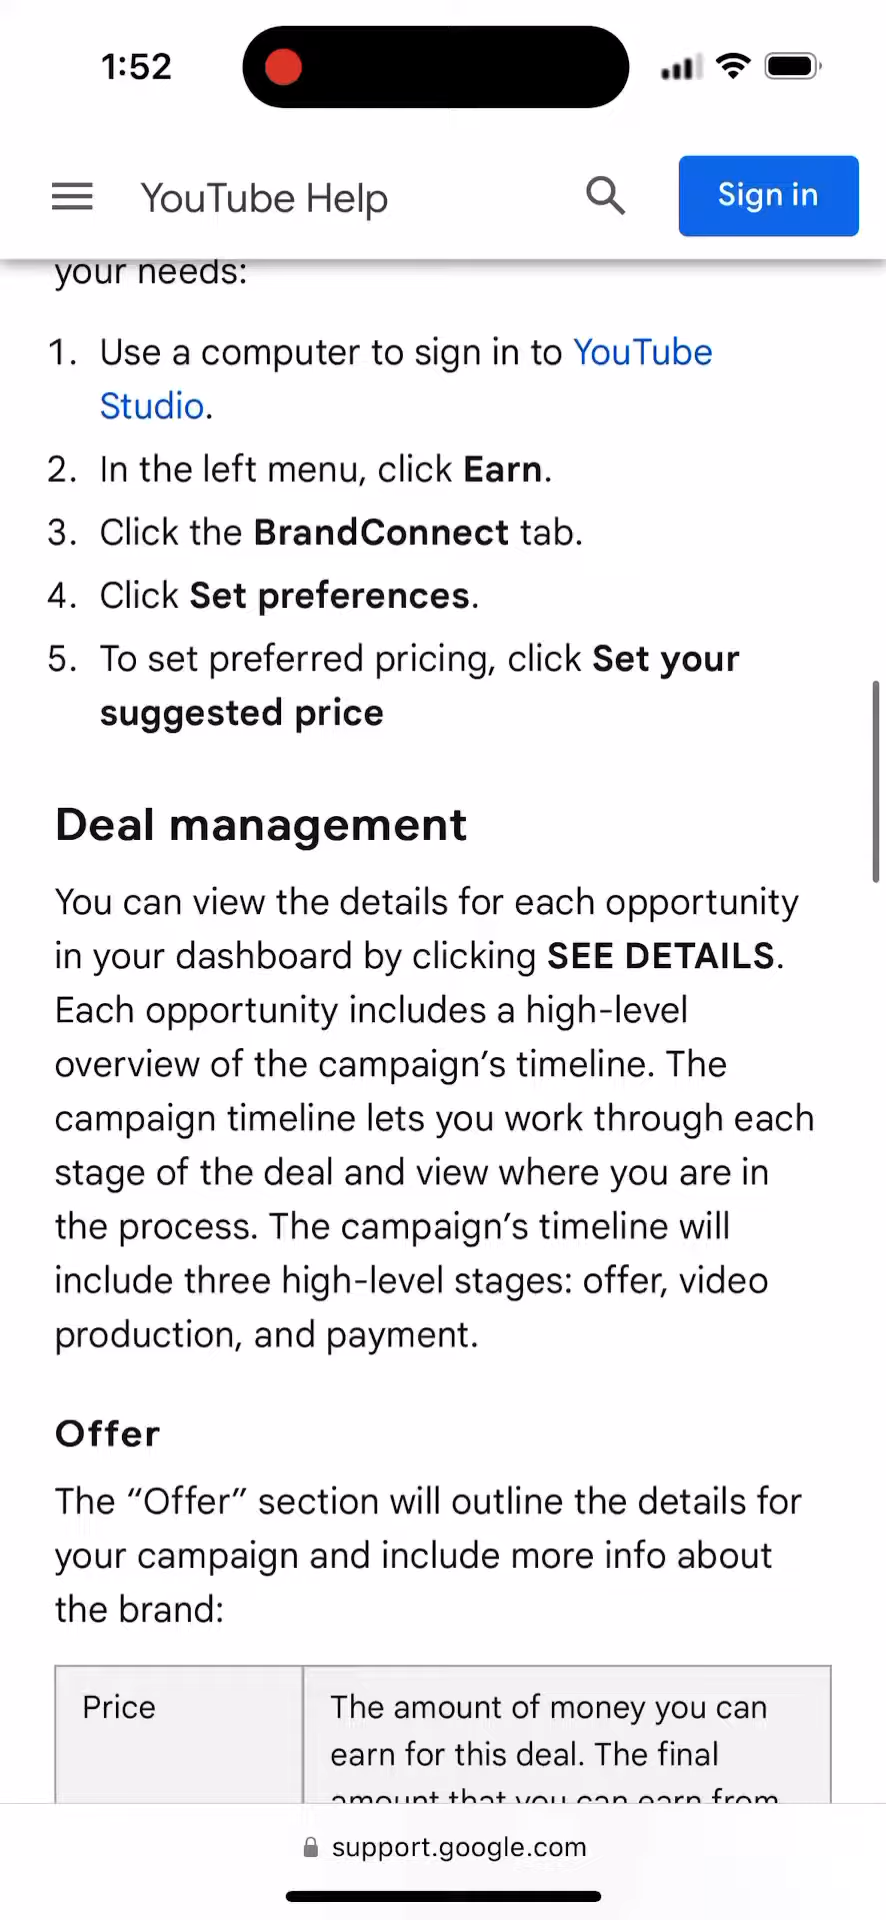 1:52
YouTube Help
Sign in
your needs:
1. Use a computer to sign in to YouTube
Studio.
2. In the left menu, click Earn.
3. Click the BrandConnect tab.
4. Click Set preferences.
5. To set preferred pricing, click Set your
suggested price
Deal management
You can view the details for each opportunity
in your dashboard by clicking SEE DETAILS.
Each opportunity includes a high-level
overview of the campaign’s timeline. The
campaign timeline lets you work through each
stage of the deal and view where you are in
the process. The campaign’s timeline will
include three high-level stages: offer, video
production, and payment.
Offer
The “Offer” section will outline the details for
your campaign and include more info about
the brand:
Price
The amount of money you can
earn for this deal. The final
amount that you can earn from
support.google.com